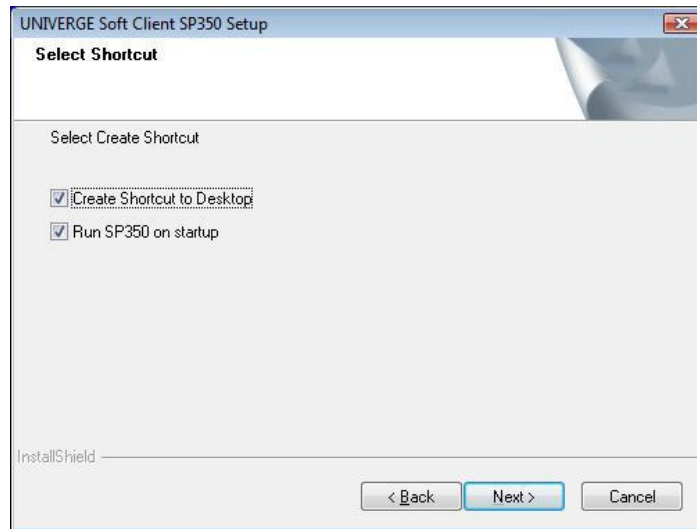 UNIVERGE Soft Client SP350 Setup
Select Shortcut
Select Create Shortcut
Create Shortcut to Desktop
Run SP350 on startup
InstallShield
< Back Next > Cancel